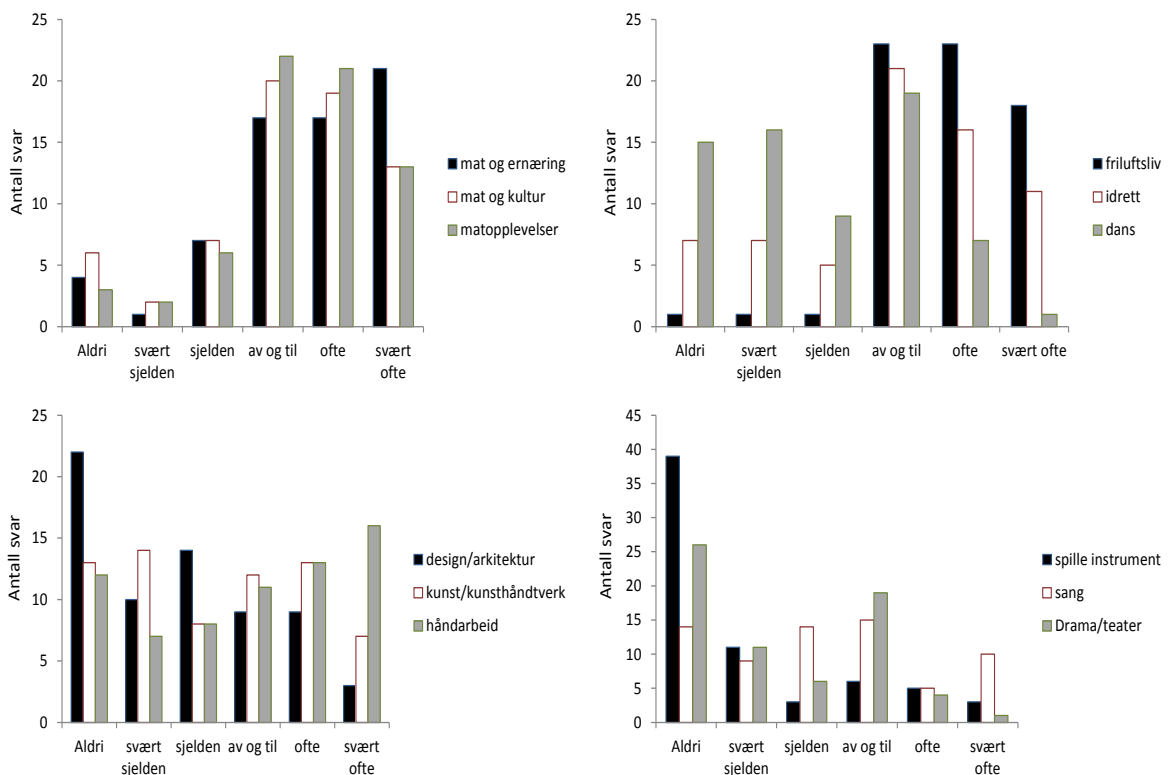 25
20
15
10
5
0
Antall svar
Aldri
svært sjelden
sjelden
av og til
ofte
svært ofte
mat og ernæring
mat og kultur
matopplevelser
25
20
15
10
5
0
Antall svar
Aldri
svært sjelden
sjelden
av og til
ofte
svært ofte
friluftsliv
idrett
dans
25
20
15
10
5
0
Antall svar
Aldri
svært sjelden
sjelden
av og til
ofte
svært ofte
design/arkitektur
kunst/kunsthåndtverk
håndarbeid
45
40
35
30
25
20
15
10
5
0
Antall svar
Aldri
svært sjelden
sjelden
av og til
ofte
svært ofte
spille instrument
sang
Drama/teater